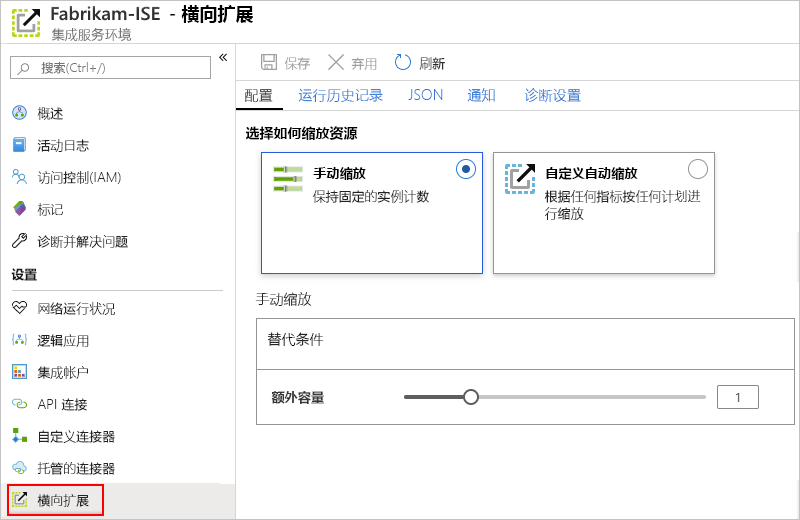 Fabrikam-ISE - 横向扩展
集成服务环境
搜索(Ctrl+/)
«
概述
活动日志
访问控制(IAM)
标记
诊断并解决问题
设置
网络运行状况
逻辑应用
集成帐户
API 连接
自定义连接器
托管的连接器
横向扩展
保存 弃用 刷新
配置 运行历史记录 JSON 通知 诊断设置
选择如何缩放资源
手动缩放
保持固定的实例计数
自定义自动缩放
根据任何指标按任何计划进
行缩放
手动缩放
替代条件
额外容量 1